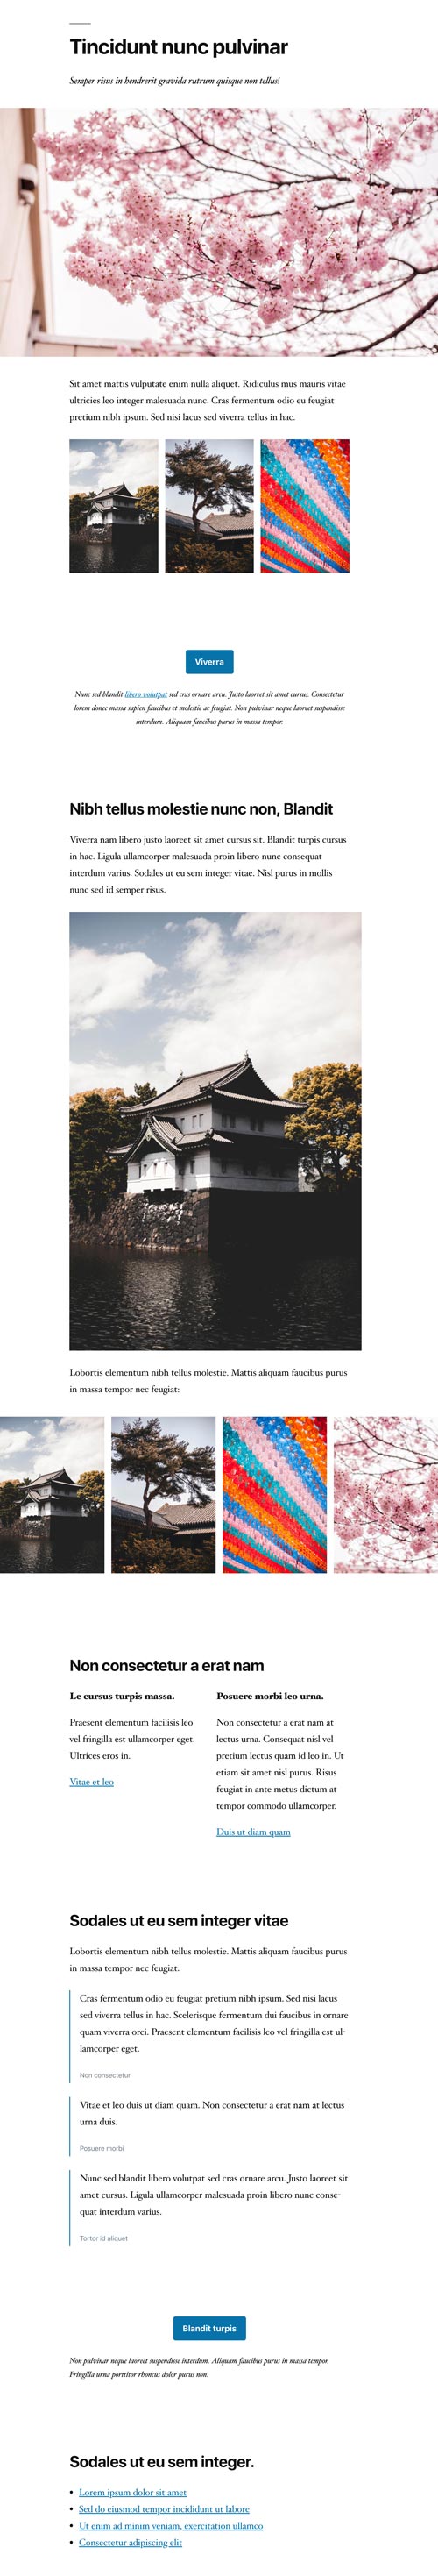 Tincidunt nunc pulvinar
Semper risus in hendrerit gravida rutrum quisque non tellus!
Sit amet mattis vulputate enim nulla aliquet. Ridiculus mus mauris vitae
ultricies leo integer malesuada nunc. Cras fermentum odio eu feugiat
pretium nibh ipsum. Sed nisi lacus sed viverra tellus in hac.
Viverra
Nunc sed blandit libero volutpat sed cras ornare arcu. Justo laoreet sit amet cursus. Consectetur
lorem donec massa sapien faucibus et molestie ac feugiat. Non pulvinar neque laoreet suspendisse
interdum. Aliquam faucibus purus in massa tempor.
Nibh tellus molestie nunc non, Blandit
Viverra nam libero justo laoreet sit amet cursus sit. Blandit turpis cursus
in hac. Ligula ullamcorper malesuada proin libero nunc consequat
interdum varius. Sodales ut eu sem integer vitae. Nisl purus in mollis
nunc sed id semper risus.
Lobortis elementum nibh tellus molestie. Mattis aliquam faucibus purus
in massa tempor nec feugiat:
Non consectetur a erat nam
Le cursus turpis massa.
Praesent elementum facilisis leo
vel fringilla est ullamcorper eget.
Ultrices eros in.
Vitae et leo
Posuere morbi leo urna.
Non consectetur a erat nam at
lectus urna. Consequat nisl vel
pretium lectus quam id leo in. Ut
etiam sit amet nisl purus. Risus
feugiat in ante metus dictum at
tempor commodo ullamcorper.
Duis ut diam quam
Sodales ut eu sem integer vitae
Lobortis elementum nibh tellus molestie. Mattis aliquam faucibus purus
in massa tempor nec feugiat.
Cras fermentum odio eu feugiat pretium nibh ipsum. Sed nisi lacus
sed viverra tellus in hac. Scelerisque fermentum dui faucibus in ornare
quam viverra orci. Praesent elementum facilisis leo vel fringilla est ul-
lamcorper eget.
Non consectetur
Vitae et leo duis ut diam quam. Non consectetur a erat nam at lectus
urna duis.
Posuere morbi
Nunc sed blandit libero volutpat sed cras ornare arcu. Justo laoreet sit
amet cursus. Ligula ullamcorper malesuada proin libero nunc conse-
quat interdum varius.
Tortor id aliquet
Blandit turpis
Non pulvinar neque laoreet suspendisse interdum. Aliquam faucibus purus in massa tempor.
Fringilla urna porttitor rhoncus dolor purus non.
Sodales ut eu sem integer.
• Lorem ipsum dolor sit amet
• Sed do eiusmod tempor incididunt ut labore
• Ut enim ad minim veniam, exercitation ullamco
• Consectetur adipiscing elit